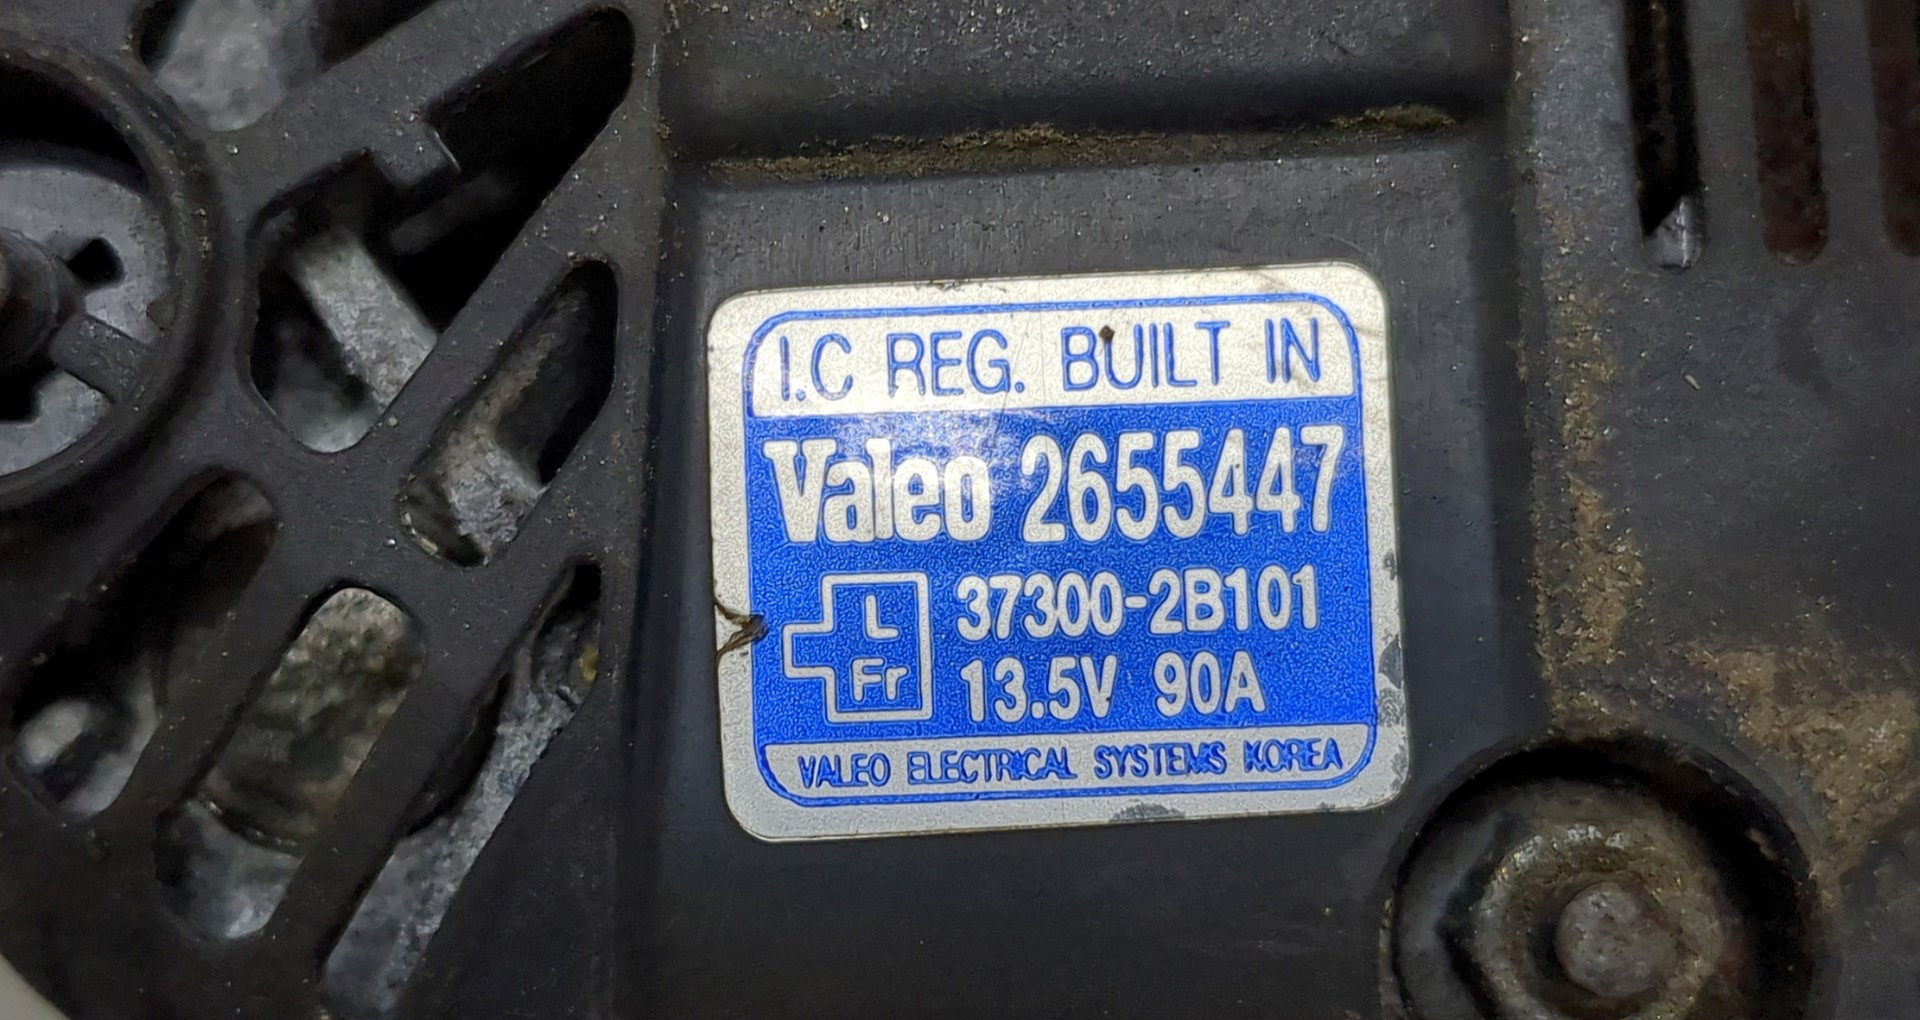 I.C REG. BUILT IN
Valeo 2655447
L
Fr
37300-2B101
13.5V 90A
VALEO ELECTRICAL SYSTEMS KOREA